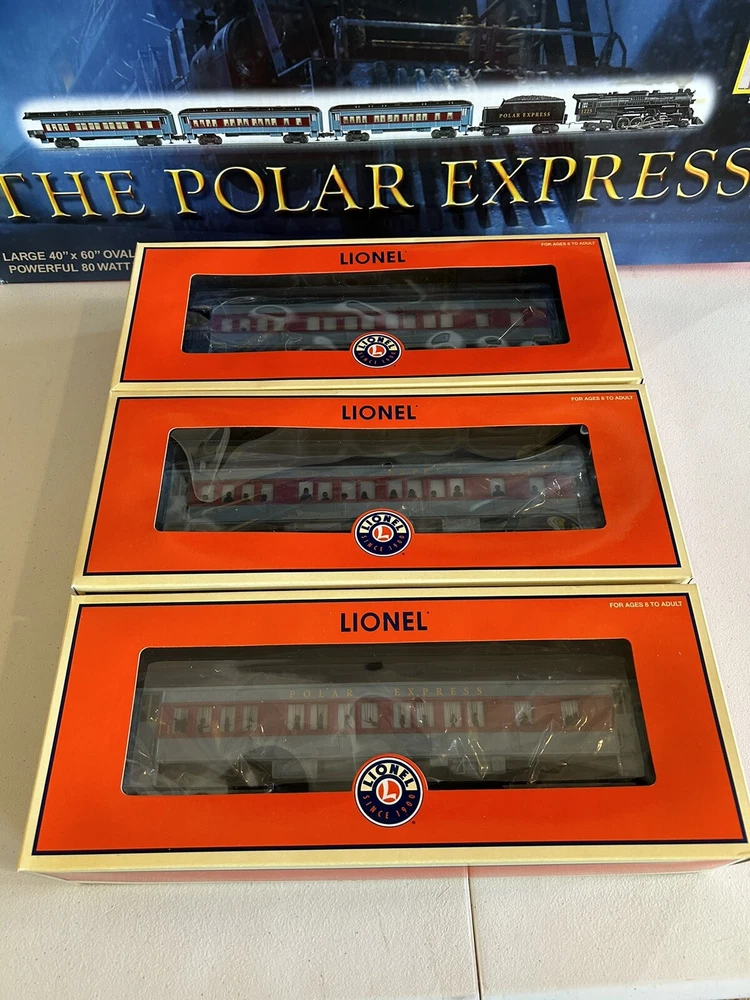 POLAR EXPRESS
1225
THE POLAR EXPRESS
LARGE 40" x 60" OVAL
POWERFUL 80 WATT
FOR AGES 8 TO ADULT
LIONEL
LIONEL
L
FOR AGES 8 TO ADULT
LIONEL
LIONEL
L
SINCE 1900
FOR AGES 8 TO ADULT
LIONEL
POLAR EXPRESS
LIONEL
L
SINCE 1900